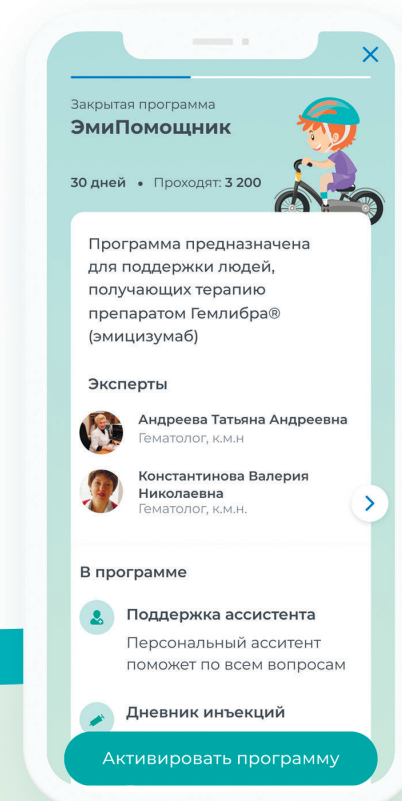 Закрытая программа
ЭмиПомощник
30 дней • Проходят: 3 200
Программа предназначена
для поддержки людей,
получающих терапию
препаратом Гемлибра®
(эмицизумаб)
Эксперты
Андреева Татьяна Андреевна
Гематолог, к.м.н
Константинова Валерия
Николаевна
Гематолог, к.м.н.
В программе
Поддержка ассистента
Персональный асситент
поможет по всем вопросам
Дневник инъекций
Активировать программу